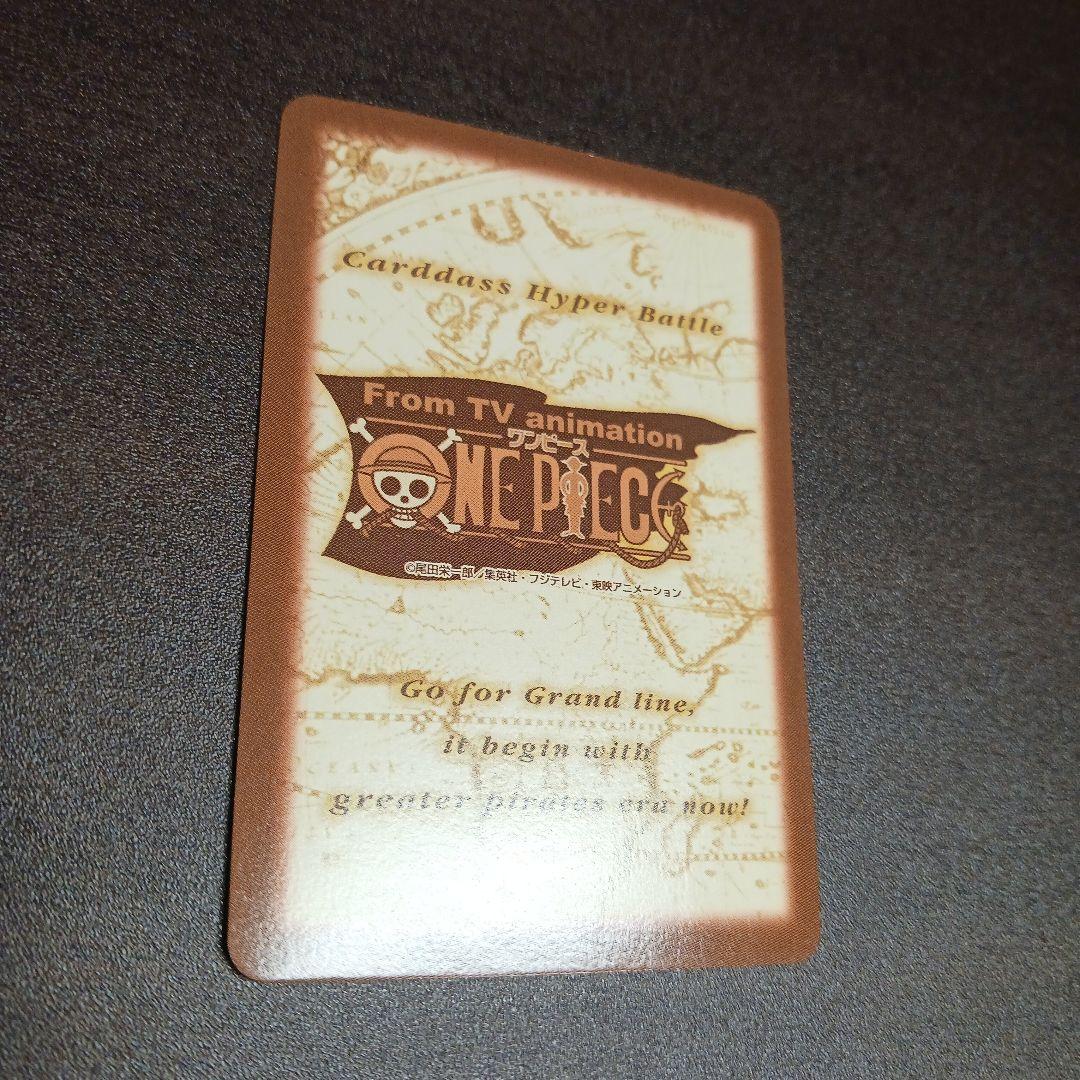 Carddass Hyper Battle
From TV animation
ワンピース
ONE PIECE
©尾田栄一郎／集英社・フジテレビ・東映アニメーション
Go for Grand line,
it begin with
greater pirates era now!